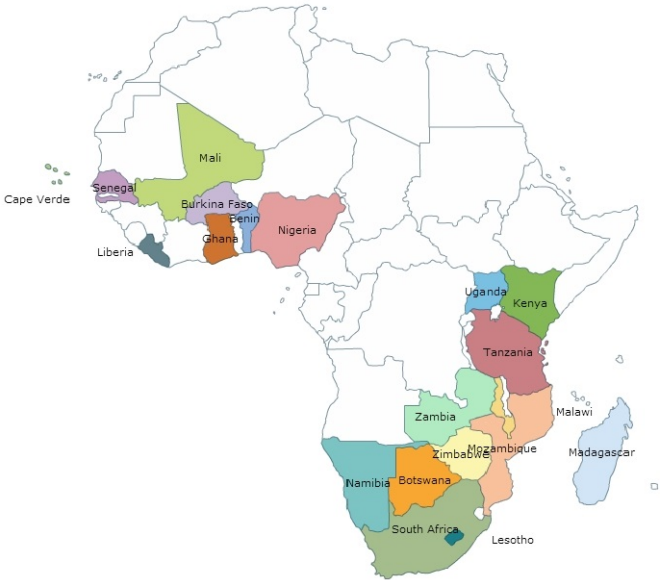 Mali
Senegal
Cape Verde
Burkina Faso
Benin
Nigeria
Ghana
Liberia
Uganda
Kenya
Tanzania
Zambia
Malawi
Mozambique
Zimbabwe
Madagascar
Namibia
Botswana
South Africa
Lesotho